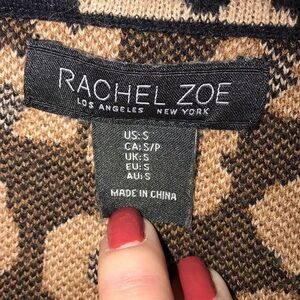 RACHEL ZOE
LOS ANGELES NEW YORK
US: S
CA: S/P
UK: S
EU: S
AU: S
MADE IN CHINA